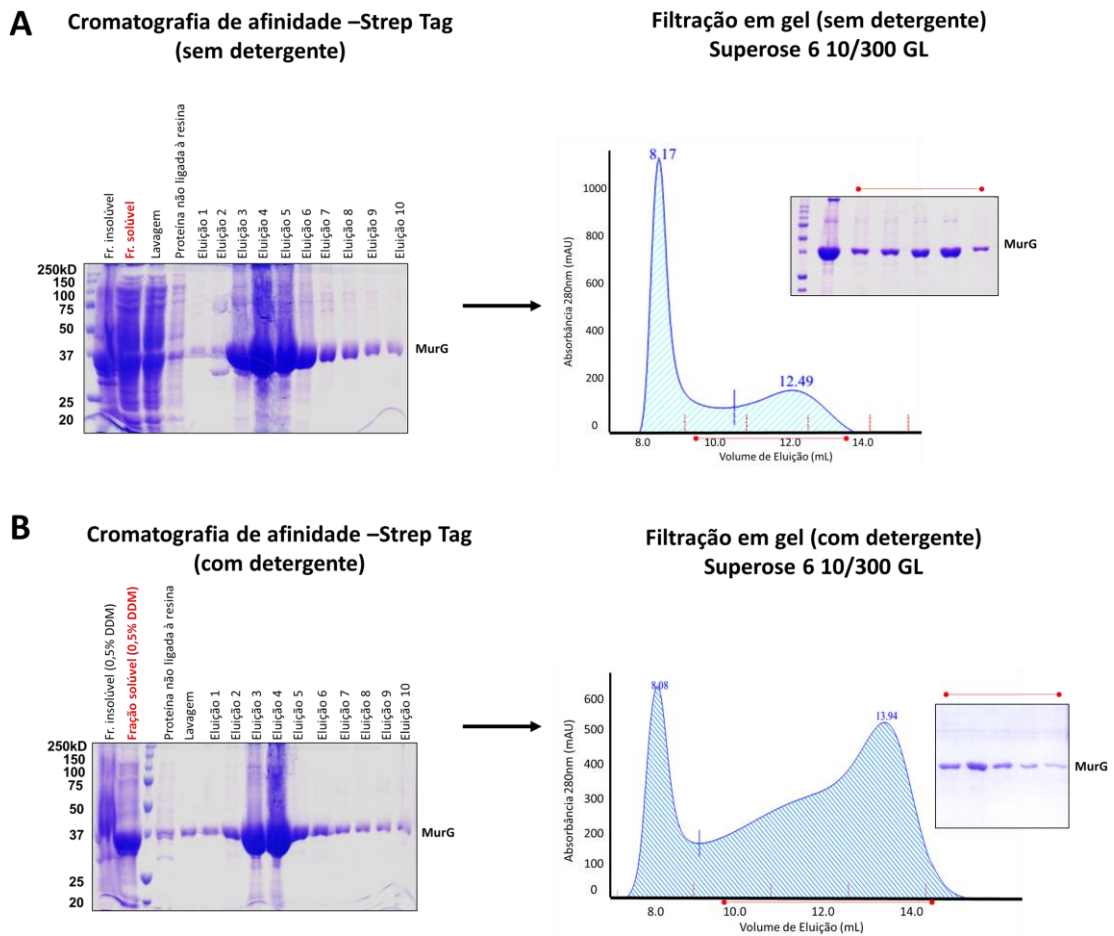 A
Cromatografia de afinidade –Strep Tag
(sem detergente)
Fr. insolúvel
Fr. solúvel
Lavagem
Proteína não ligada à resina
Eluição 1
Eluição 2
Eluição 3
Eluição 4
Eluição 5
Eluição 6
Eluição 7
Eluição 8
Eluição 9
Eluição 10
250kD
150
100
75
50
37
25
20
MurG
Filtração em gel (sem detergente)
Superose 6 10/300 GL
Absorbância 280nm (mAU)
1000
800
600
400
200
0
8.17
12.49
8.0
10.0
12.0
14.0
Volume de Eluição (mL)
MurG
B
Cromatografia de afinidade –Strep Tag
(com detergente)
Fr. insolúvel (0,5% DDM)
Fração solúvel (0,5% DDM)
Proteína não ligada à resina
Lavagem
Eluição 1
Eluição 2
Eluição 3
Eluição 4
Eluição 5
Eluição 6
Eluição 7
Eluição 8
Eluição 9
Eluição 10
250kD
150
100
75
50
37
25
20
MurG
Filtração em gel (com detergente)
Superose 6 10/300 GL
Absorbância 280nm (mAU)
600
500
400
300
200
100
0
8.08
13.94
8.0
10.0
12.0
14.0
Volume de Eluição (mL)
MurG